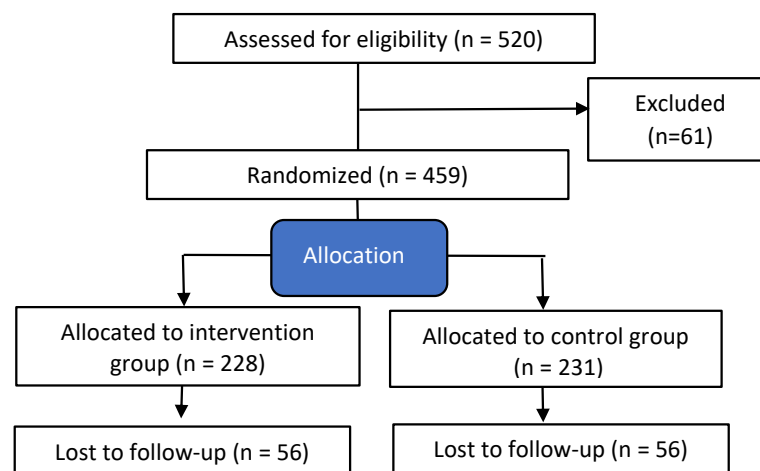 Assessed for eligibility (n = 520)
Excluded
(n=61)
Randomized (n = 459)
Allocation
Allocated to intervention
group (n = 228)
Allocated to control group
(n = 231)
Lost to follow-up (n = 56)
Lost to follow-up (n = 56)